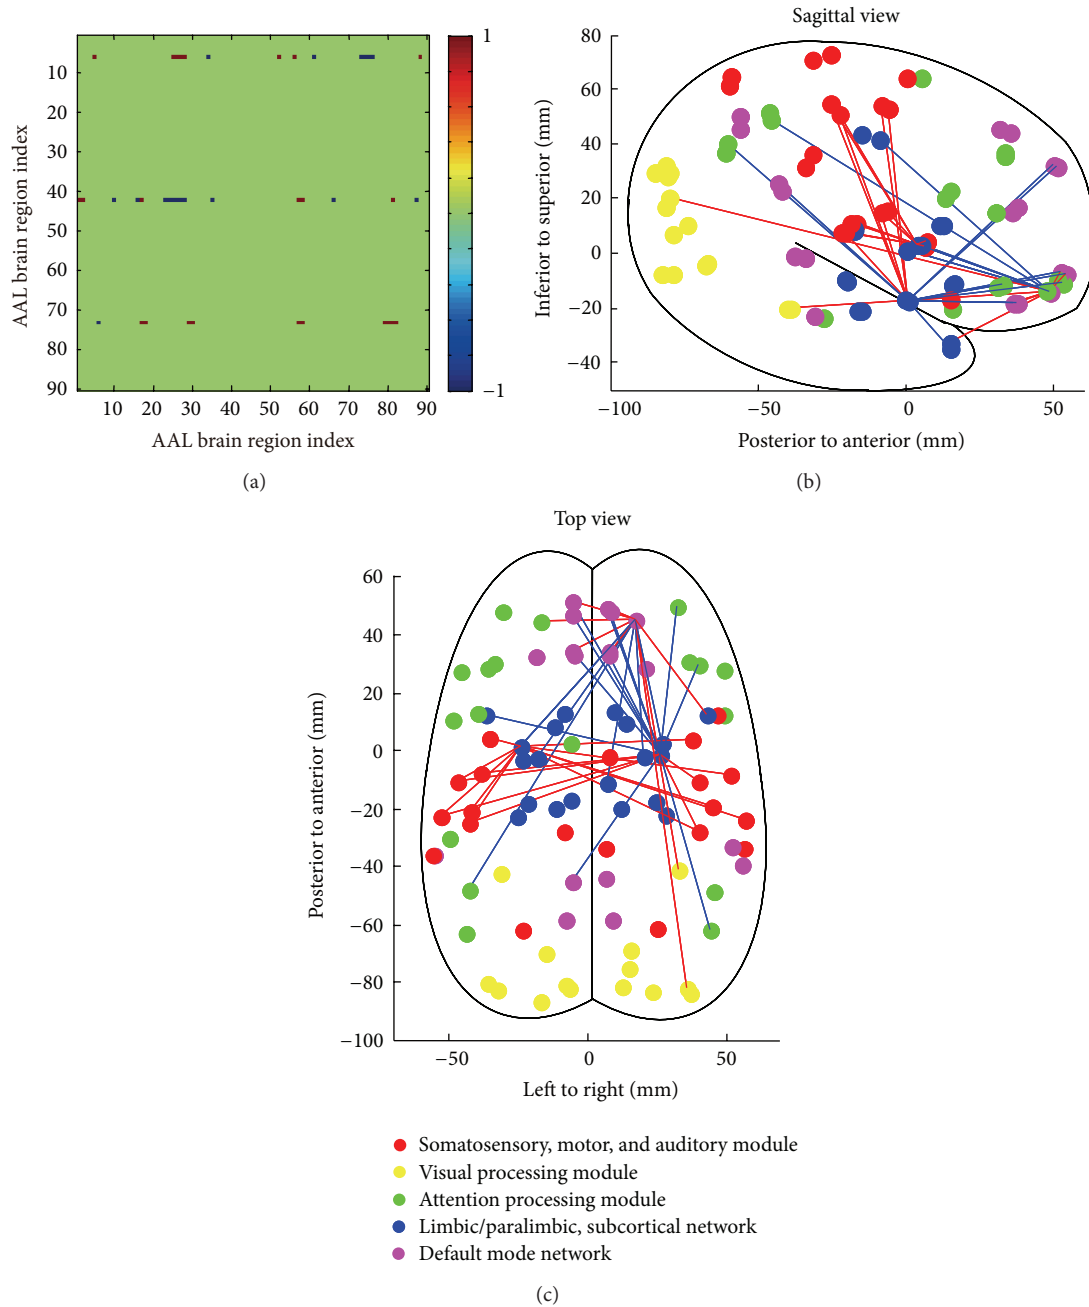 1
10
20
30
40
50
60
70
80
90
−1
10 20 30 40 50 60 70 80 90
AAL brain region index
AAL brain region index
(a)
Sagittal view
80
60
40
20
0
−20
−40
−100 −50 0 50
Inferior to superior (mm)
Posterior to anterior (mm)
(b)
Top view
60
40
20
0
−20
−40
−60
−80
−100
−50 0 50
Posterior to anterior (mm)
Left to right (mm)
Somatosensory, motor, and auditory module
Visual processing module
Attention processing module
Limbic/paralimbic, subcortical network
Default mode network
(c)